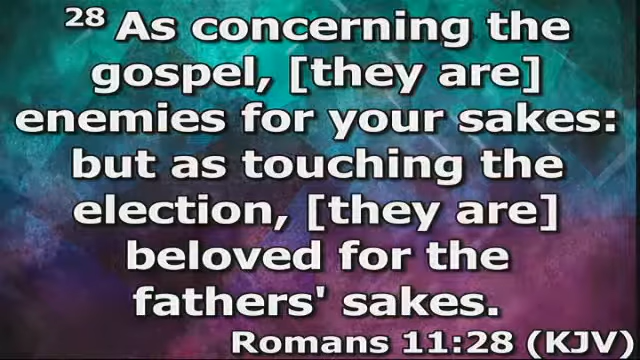 28 As concerning the
gospel, [they are]
enemies for your sakes:
but as touching the
election, [they are]
beloved for the
fathers' sakes.
Romans 11:28 (KJV)